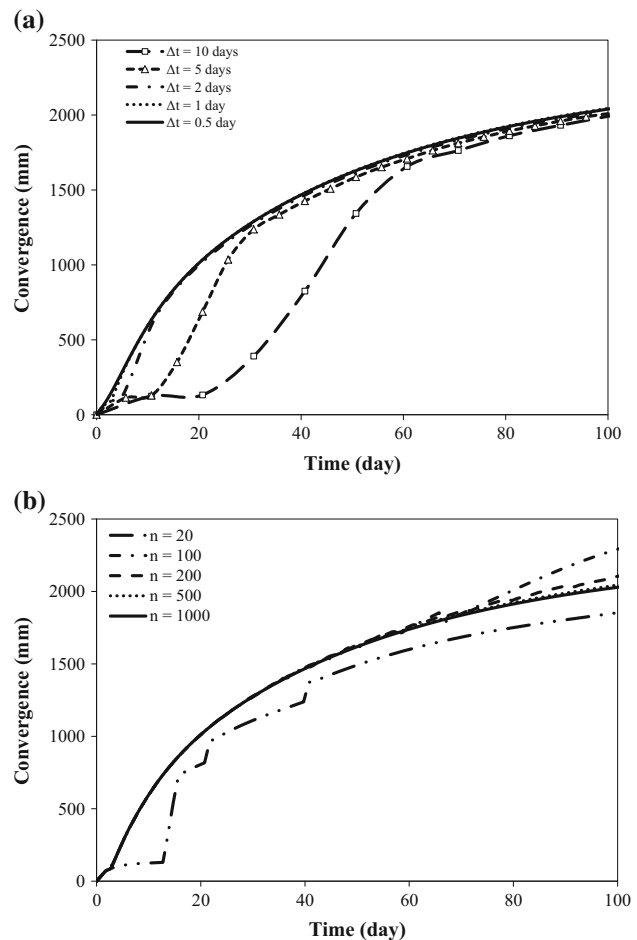 (a)
2500
2000
1500
1000
500
0
Convergence (mm)
Δt = 10 days
Δt = 5 days
Δt = 2 days
Δt = 1 day
Δt = 0.5 day
0 20 40 60 80 100
Time (day)
(b)
2500
2000
1500
1000
500
0
Convergence (mm)
n = 20
n = 100
n = 200
n = 500
n = 1000
0 20 40 60 80 100
Time (day)